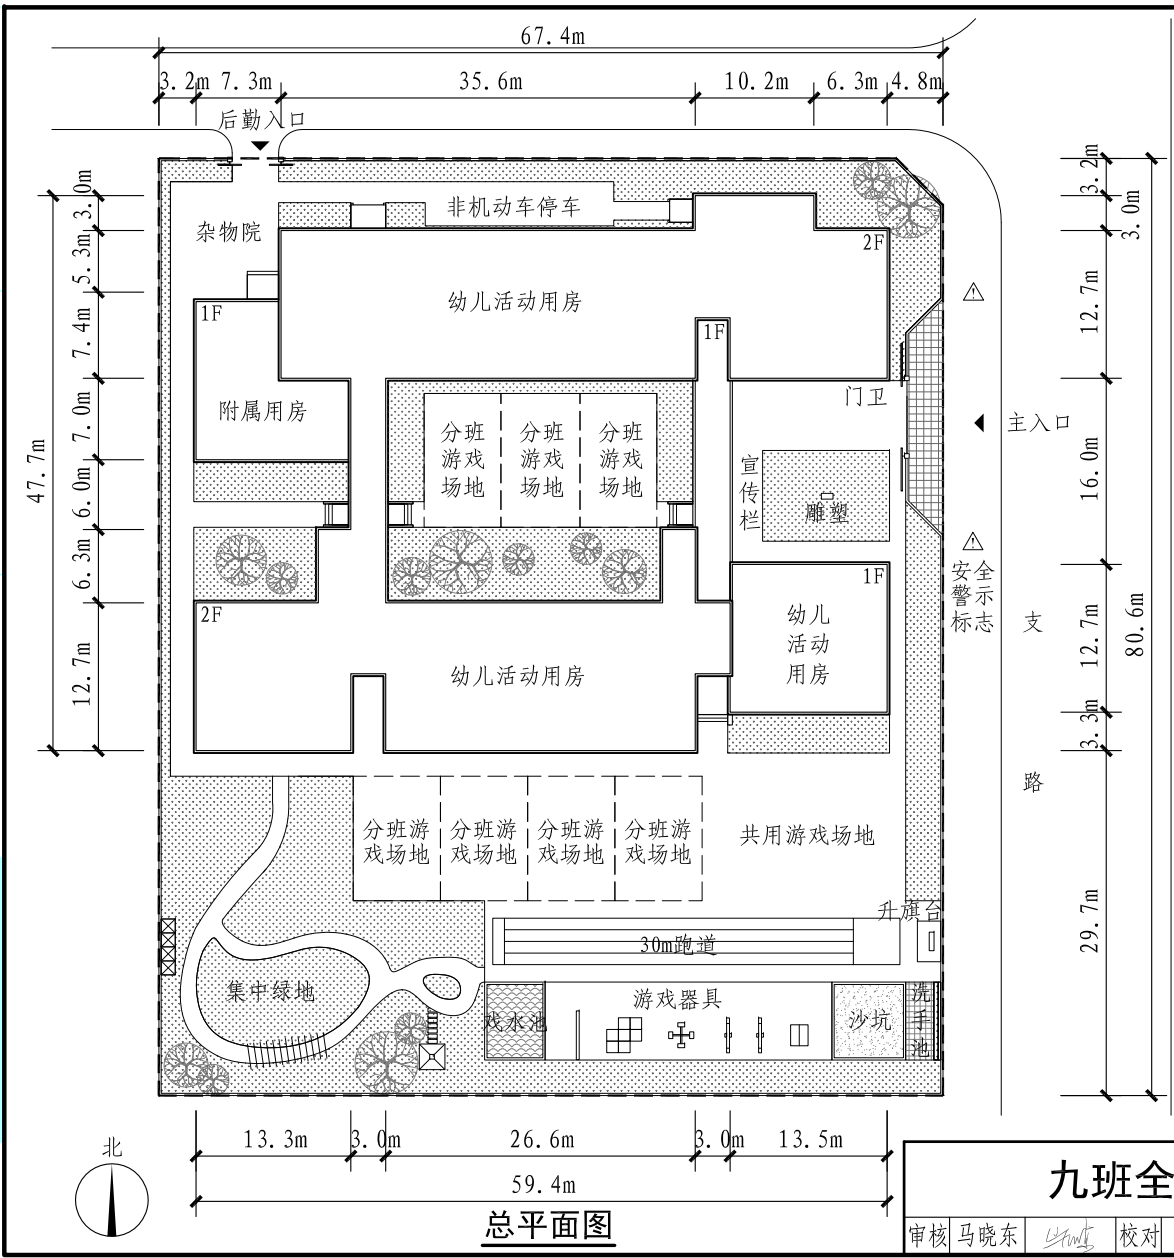 67.4m
3.2m 7.3m 35.6m 10.2m 6.3m 4.8m
后勤入口
3.2m
3.0m
3.0m
非机动车停车
杂物院
2F
5.3m
幼儿活动用房
12.7m
1F
1F
7.4m
门卫
附属用房
7.0m
分班
游戏
场地
分班
游戏
场地
分班
游戏
场地
主入口
47.7m
宣传栏
雕塑
16.0m
6.0m
6.3m
安全
警示
标志
1F
2F
幼儿
活动
用房
支
路
12.7m
幼儿活动用房
12.7m
80.6m
3.3m
分班游
戏场地
分班游
戏场地
分班游
戏场地
分班游
戏场地
共用游戏场地
29.7m
升旗台
30m跑道
集中绿地
戏水池
游戏器具
沙坑
洗手池
13.3m 3.0m 26.6m 3.0m 13.5m
59.4m
北
总平面图
九班全
审核 马晓东 校对